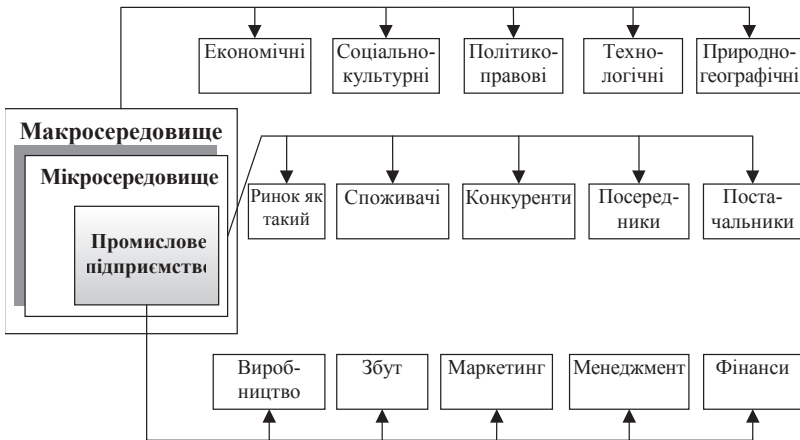 Економічні
Соціально-
культурні
Політико-
правові
Техно-
логічні
Природно-
географічні
Макросередовище
Мікросередовище
Промислове
підприємство
Ринок як
такий
Споживачі
Конкуренти
Посеред-
ники
Поста-
чальники
Вироб-
ництво
Збут
Маркетинг
Менеджмент
Фінанси